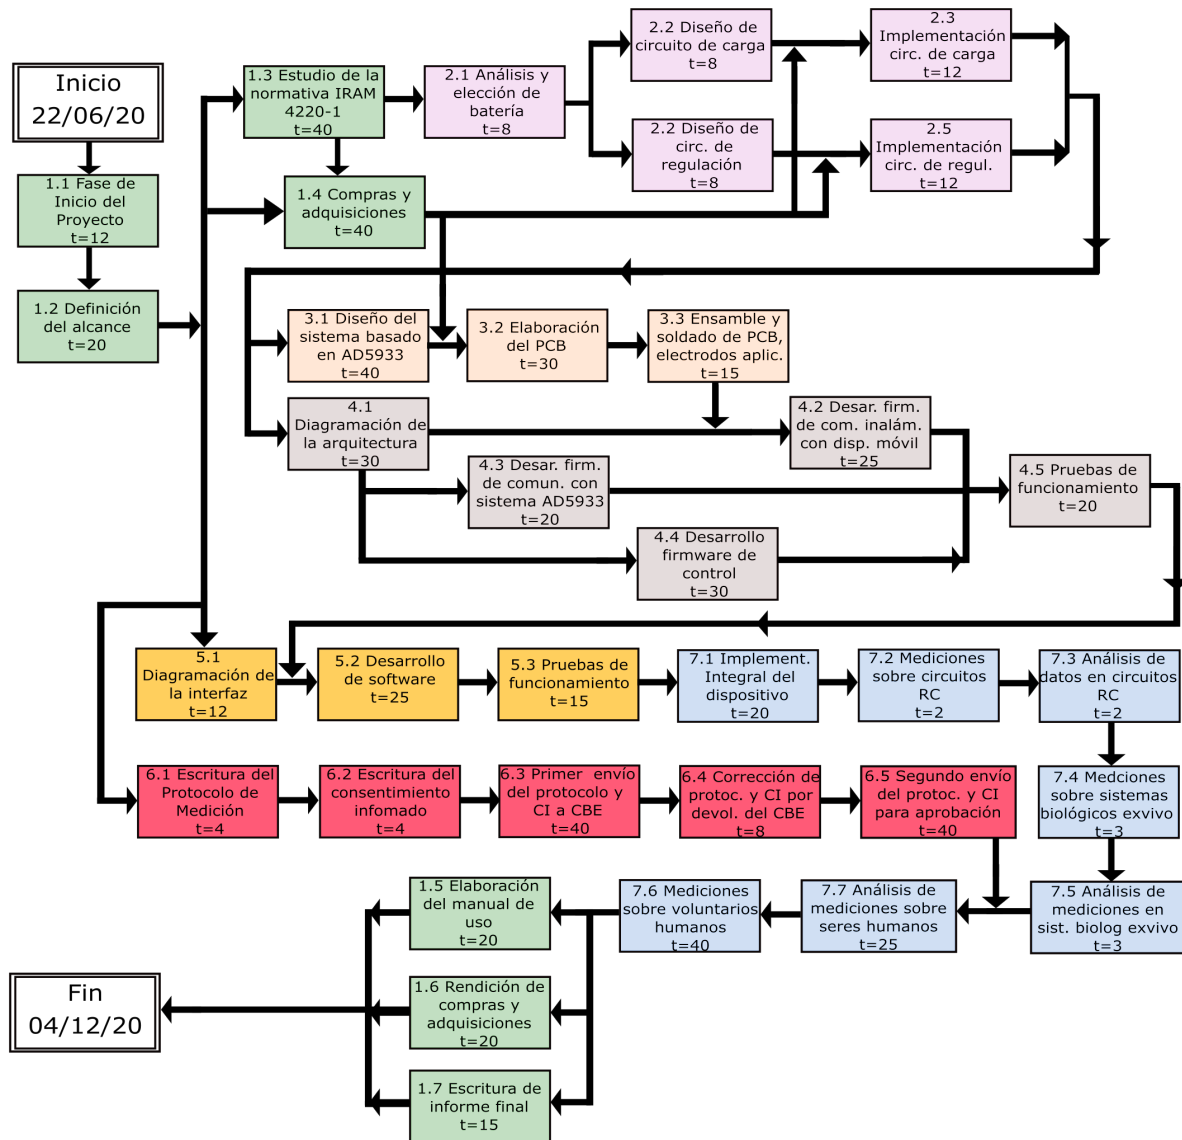 Inicio
22/06/20
1.1 Fase de
Inicio del
Proyecto
t=12
1.2 Definición
del alcance
t=20
1.3 Estudio de la
normativa IRAM
4220-1
t=40
1.4 Compras y
adquisiciones
t=40
2.1 Análisis y
elección de
batería
t=8
2.2 Diseño de
circuito de carga
t=8
2.3
Implementación
circ. de carga
t=12
2.2 Diseño de
circ. de
regulación
t=8
2.5
Implementación
circ. de regul.
t=12
3.1 Diseño del
sistema basado
en AD5933
t=40
3.2 Elaboración
del PCB
t=30
3.3 Ensamble y
soldado de PCB,
electrodos aplic.
t=15
4.1
Diagramación de
la arquitectura
t=30
4.2 Desar. firm.
de com. inalám.
con disp. móvil
t=25
4.3 Desar. firm.
de comun. con
sistema AD5933
t=20
4.4 Desarrollo
firmware de
control
t=30
4.5 Pruebas de
funcionamiento
t=20
5.1
Diagramación de
la interfaz
t=12
5.2 Desarrollo
de software
t=25
5.3 Pruebas de
funcionamiento
t=15
7.1 Implement.
Integral del
dispositivo
t=20
7.2 Mediciones
sobre circuitos
RC
t=2
7.3 Análisis de
datos en circuitos
RC
t=2
6.1 Escritura del
Protocolo de
Medición
t=4
6.2 Escritura del
consentimiento
infomado
t=4
6.3 Primer envío
del protocolo y
CI a CBE
t=40
6.4 Corrección de
protoc. y CI por
devol. del CBE
t=8
6.5 Segundo envío
del protoc. y CI
para aprobación
t=40
7.4 Medciones
sobre sistemas
biológicos exvivo
t=3
1.5 Elaboración
del manual de
uso
t=20
7.6 Mediciones
sobre voluntarios
humanos
t=40
7.7 Análisis de
mediciones sobre
seres humanos
t=25
7.5 Análisis de
mediciones en
sist. biolog exvivo
t=3
Fin
04/12/20
1.6 Rendición de
compras y
adquisiciones
t=20
1.7 Escritura de
informe final
t=15